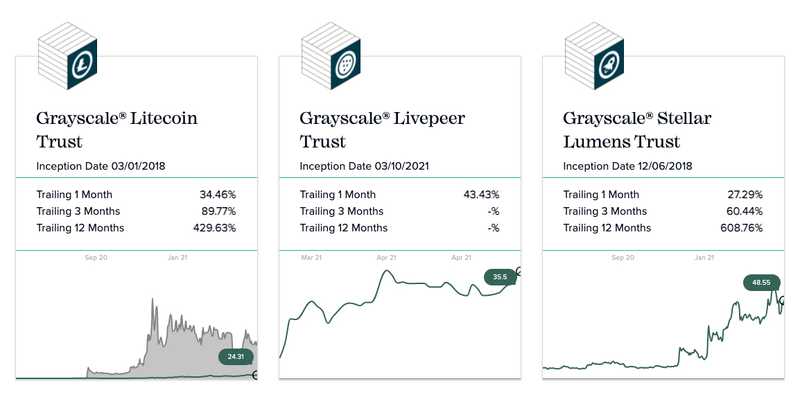 Grayscale® Litecoin
Trust
Inception Date 03/01/2018
Trailing 1 Month 34.46%
Trailing 3 Months 89.77%
Trailing 12 Months 429.63%
Sep 20 Jan 21
24.31
Grayscale® Livepeer
Trust
Inception Date 03/10/2021
Trailing 1 Month 43.43%
Trailing 3 Months -%
Trailing 12 Months -%
Mar 21 Apr 21 Apr 21
35.5
Grayscale® Stellar
Lumens Trust
Inception Date 12/06/2018
Trailing 1 Month 27.29%
Trailing 3 Months 60.44%
Trailing 12 Months 608.76%
Sep 20 Jan 21
48.55